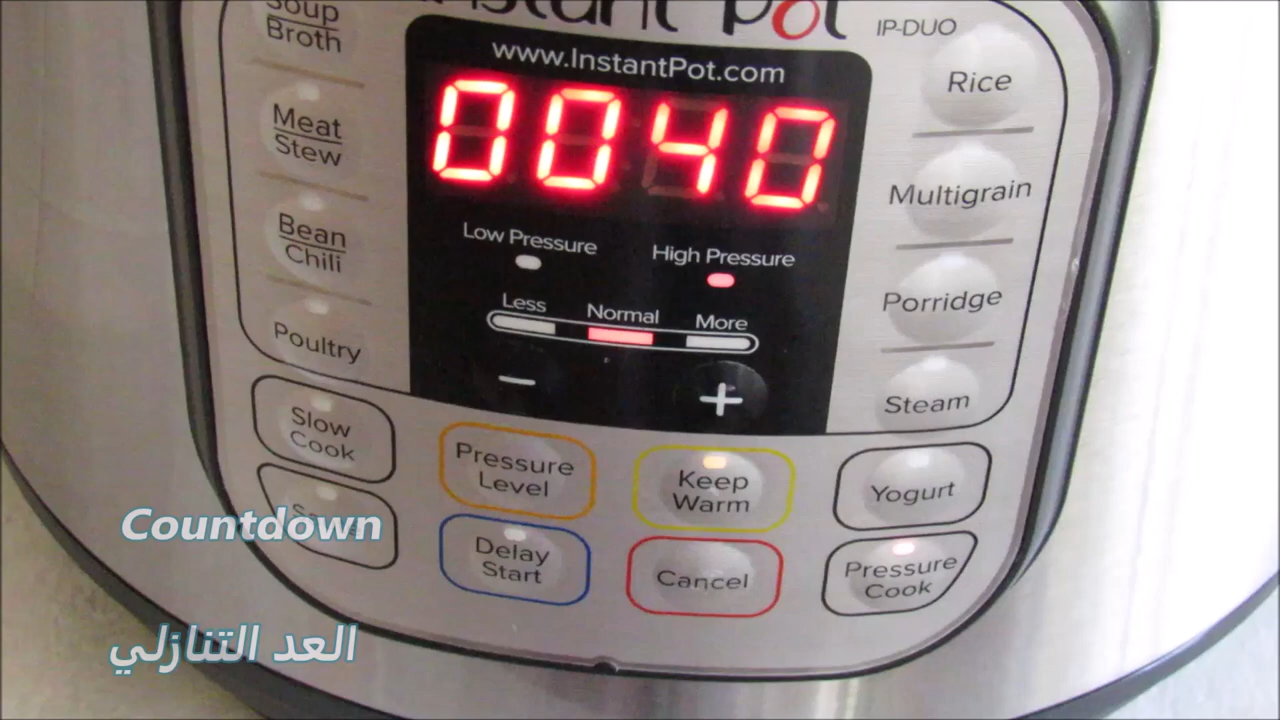 Instant Pot
IP-DUO
www.InstantPot.com
0040
Low Pressure
High Pressure
Less
Normal
More
−
+
Soup
Broth
Meat
Stew
Bean
Chili
Poultry
Rice
Multigrain
Porridge
Steam
Slow
Cook
Pressure
Level
Keep
Warm
Yogurt
Delay
Start
Cancel
Pressure
Cook
Countdown
العد التنازلي